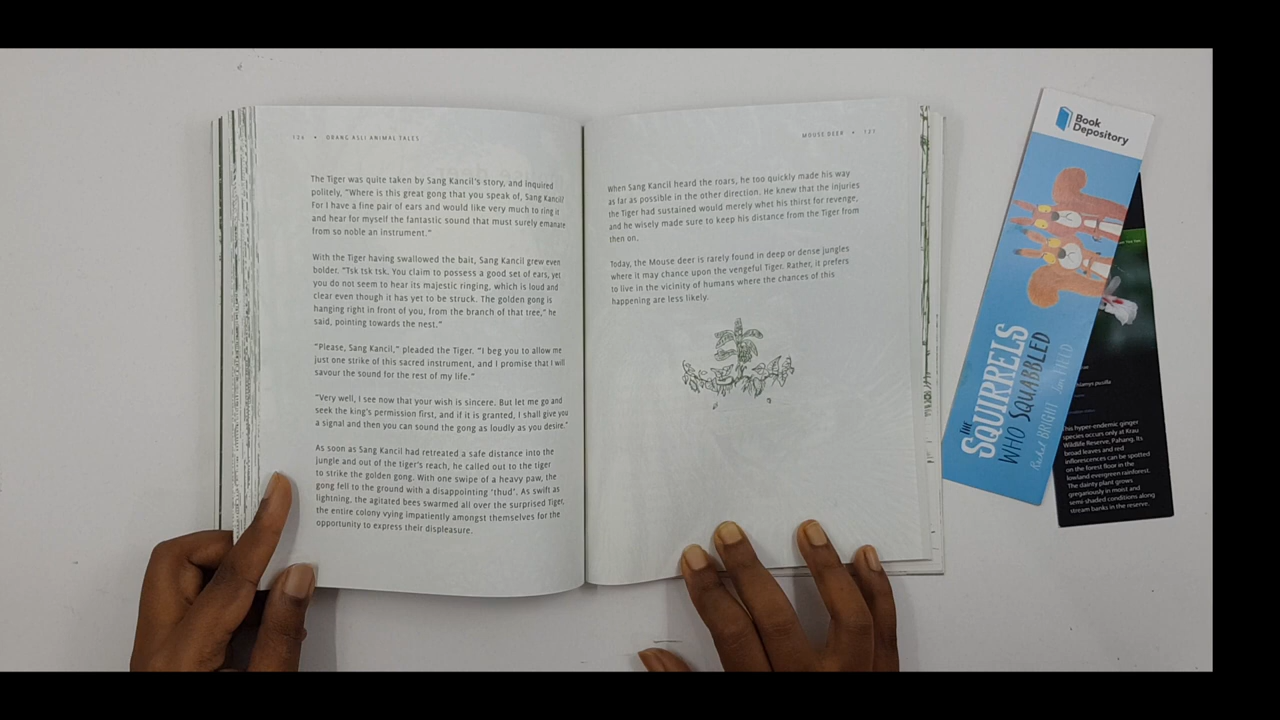 126 • ORANG ASLI ANIMAL TALES
The Tiger was quite taken by Sang Kancil's story, and inquired
politely, "Where is this great gong that you speak of, Sang Kancil?
For I have a fine pair of ears and would like very much to ring it
and hear for myself the fantastic sound that must surely emanate
from so noble an instrument."
With the Tiger having swallowed the bait, Sang Kancil grew even
bolder. "Tsk tsk tsk. You claim to possess a good set of ears, yet
you do not seem to hear its majestic ringing, which is loud and
clear even though it has yet to be struck. The golden gong is
hanging right in front of you, from the branch of that tree," he
said, pointing towards the nest."
"Please, Sang Kancil," pleaded the Tiger. "I beg you to allow me
just one strike of this sacred instrument, and I promise that I will
savour the sound for the rest of my life."
"Very well, I see now that your wish is sincere. But let me go and
seek the king's permission first, and if it is granted, I shall give you
a signal and then you can sound the gong as loudly as you desire."
As soon as Sang Kancil had retreated a safe distance into the
jungle and out of the tiger's reach, he called out to the tiger
to strike the golden gong. With one swipe of a heavy paw, the
gong fell to the ground with a disappointing 'thud'. As swift as
lightning, the agitated bees swarmed all over the surprised Tiger,
the entire colony vying impatiently amongst themselves for the
opportunity to express their displeasure.
MOUSE DEER • 127
When Sang Kancil heard the roars, he too quickly made his way
as far as possible in the other direction. He knew that the injuries
the Tiger had sustained would merely whet his thirst for revenge,
and he wisely made sure to keep his distance from the Tiger from
then on.
Today, the Mouse deer is rarely found in deep or dense jungles
where it may chance upon the vengeful Tiger. Rather, it prefers
to live in the vicinity of humans where the chances of this
happening are less likely.
Book
Depository
THE
SQUIRRELS
WHO SQUABBLED
Rachel BRIGHT Jim FIELD
pusilla
This hyper-endemic ginger
species occurs only at Krau
Wildlife Reserve, Pahang. Its
broad leaves and red
inflorescences can be spotted
on the forest floor in the
lowland evergreen rainforest.
The dainty plant grows
gregariously in moist and
semi-shaded conditions along
stream banks in the reserve.